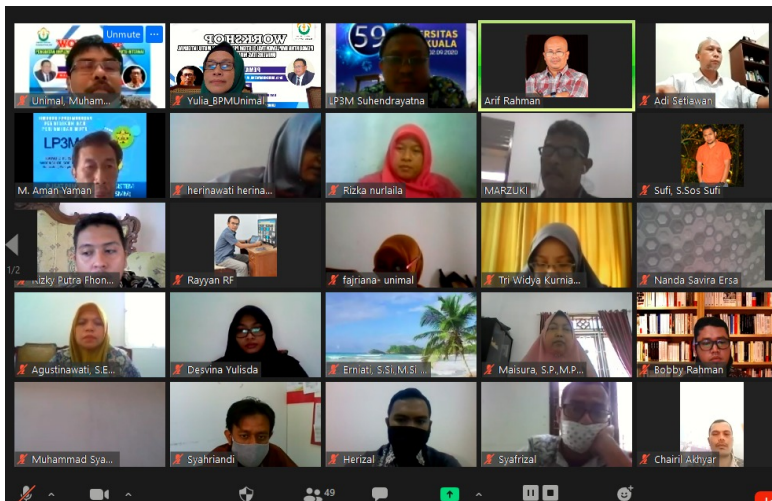 Unmute
WORKSHOP
59
Unimal, Muham...
Yulia_BPMUnimal
LP3M Suhendrayatna
Arif Rahman
Adi Setiawan
LP3M
M. Aman Yaman
herinawati herina...
Rizka nurlaila
MARZUKI
Sufi, S.Sos Sufi
1/2
Rizky Putra Fhon...
Rayyan RF
fajriana- unimal
Tri Widya Kurnia...
Nanda Savira Ersa
Agustinawati, S.E...
Desvina Yulisda
Erniati, S.Si, M.Si ...
Maisura, S.P., M.P...
Bobby Rahman
Muhammad Sya...
Syahriandi
Herizal
Syafrizal
Chairil Akhyar
49